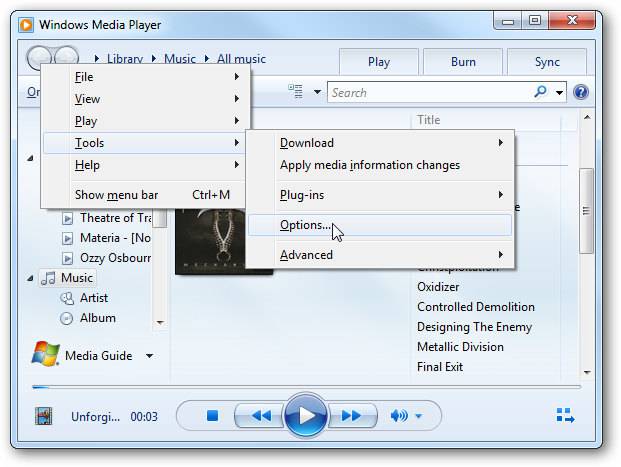 Windows Media Player
Library Music All music
Play Burn Sync
Or
Search
File
View
Play
Tools
Help
Show menu bar Ctrl+M
Download
Apply media information changes
Plug-ins
Options...
Advanced
Title
Theatre of Tra
Materia - [No
Ozzy Osbourn
Music
Artist
Album
Oxidizer
Controlled Demolition
Designing The Enemy
Metallic Division
Final Exit
Media Guide
Unforgi... 00:03